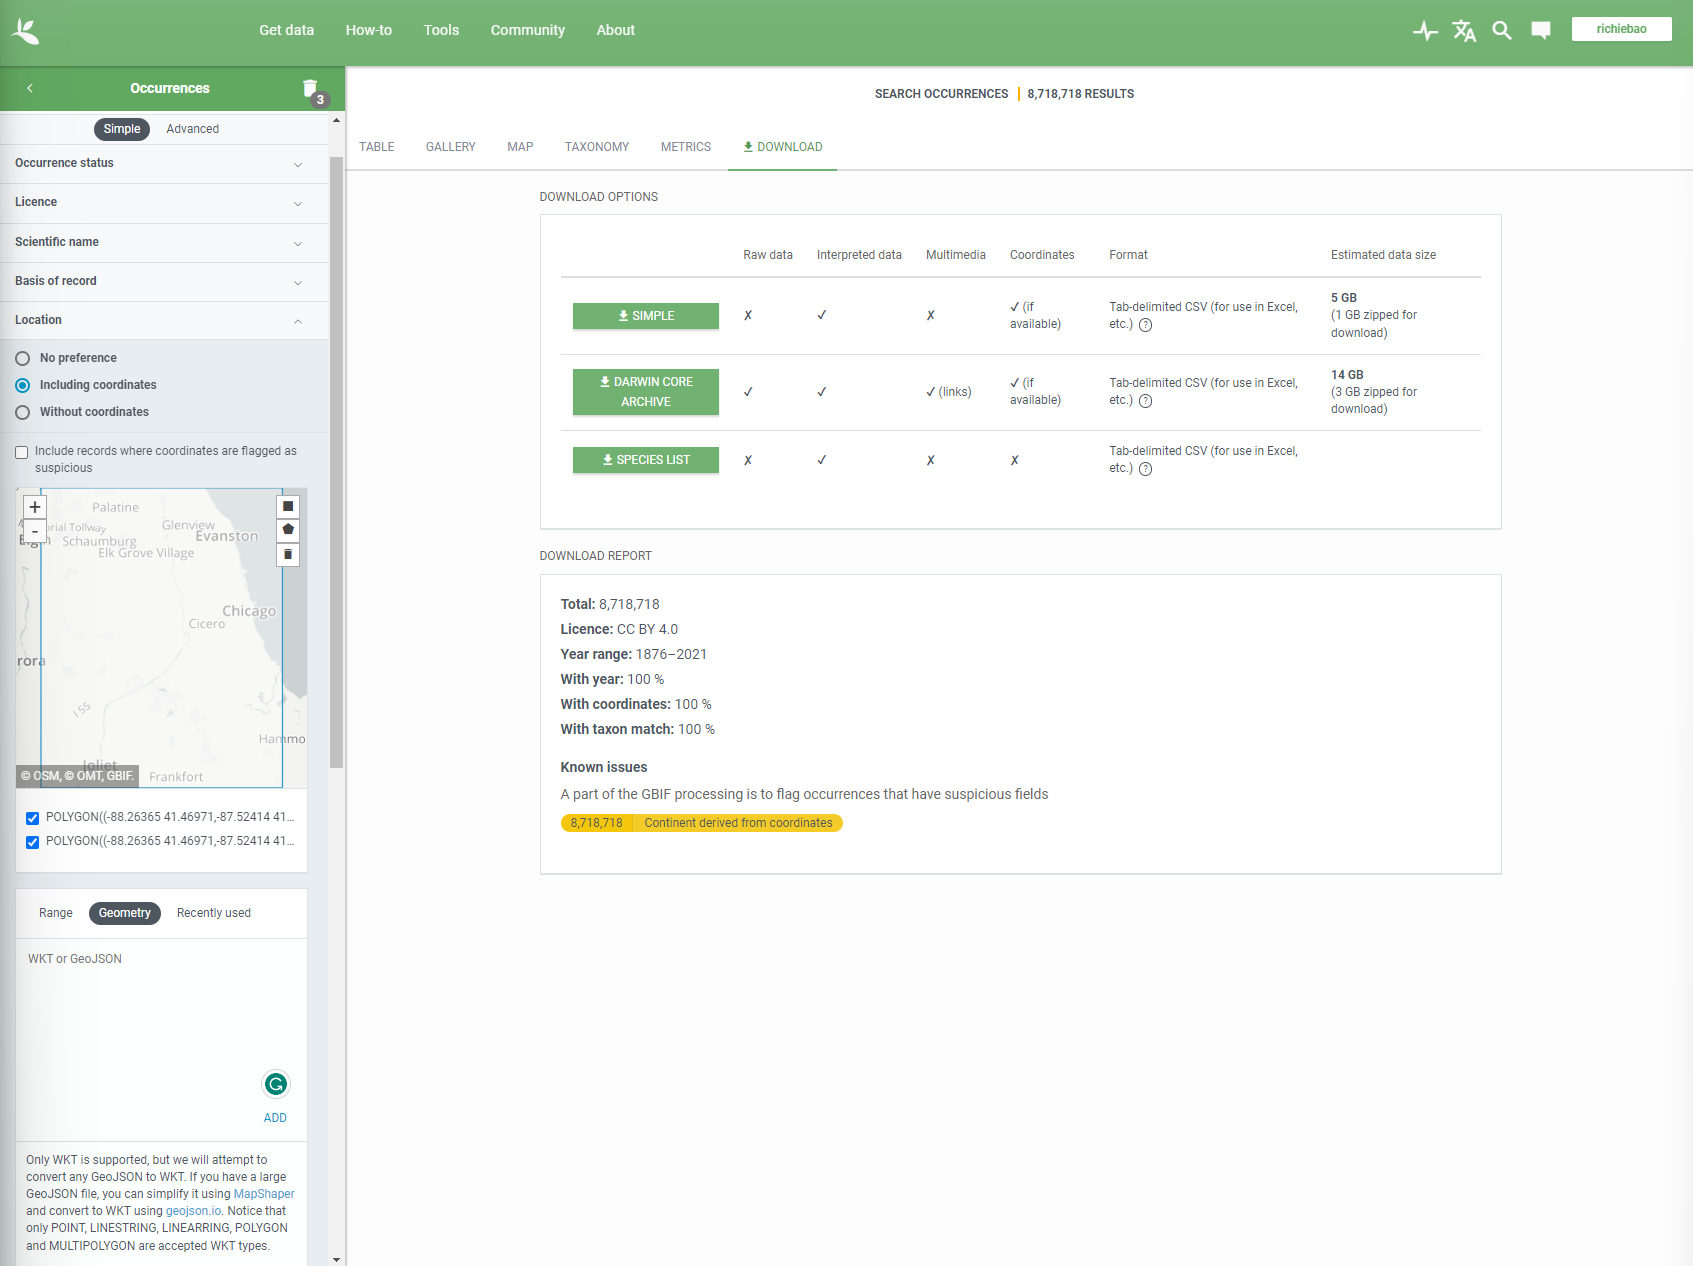 Get data
How-to
Tools
Community
About
richiebao
Occurrences
3
Simple
Advanced
Occurrence status
Licence
Scientific name
Basis of record
Location
No preference
Including coordinates
Without coordinates
Include records where coordinates are flagged as
suspicious
+
-
Palatine
orial Tollway
Glenview
Evanston
Elgin
Schaumburg
Elk Grove Village
Chicago
Cicero
rora
I 55
Hammo
Joliet
© OSM, © OMT, GBIF.
Frankfort
POLYGON((-88.26365 41.46971,-87.52414 41...
POLYGON((-88.26365 41.46971,-87.52414 41...
Range
Geometry
Recently used
WKT or GeoJSON
ADD
Only WKT is supported, but we will attempt to
convert any GeoJSON to WKT. If you have a large
GeoJSON file, you can simplify it using MapShaper
and convert to WKT using geojson.io. Notice that
only POINT, LINESTRING, LINEARRING, POLYGON
and MULTIPOLYGON are accepted WKT types.
SEARCH OCCURRENCES | 8,718,718 RESULTS
TABLE
GALLERY
MAP
TAXONOMY
METRICS
DOWNLOAD
DOWNLOAD OPTIONS
Raw data Interpreted data Multimedia Coordinates Format Estimated data size
SIMPLE
✗ ✓ ✗ ✓ (if
available)
Tab-delimited CSV (for use in Excel,
etc.) ?
5 GB
(1 GB zipped for
download)
DARWIN CORE
ARCHIVE
✓ ✓ ✓ (links) ✓ (if
available)
Tab-delimited CSV (for use in Excel,
etc.) ?
14 GB
(3 GB zipped for
download)
SPECIES LIST
✗ ✓ ✗ ✗
Tab-delimited CSV (for use in Excel,
etc.) ?
DOWNLOAD REPORT
Total: 8,718,718
Licence: CC BY 4.0
Year range: 1876–2021
With year: 100 %
With coordinates: 100 %
With taxon match: 100 %
Known issues
A part of the GBIF processing is to flag occurrences that have suspicious fields
8,718,718 Continent derived from coordinates